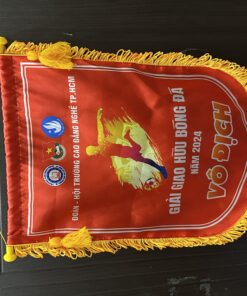 ĐOÀN - HỘI TRƯỜNG CAO ĐẲNG NGHỀ TP.HCM
GIẢI GIAO HỮU BÓNG ĐÁ
NĂM 2024
VÔ ĐỊCH